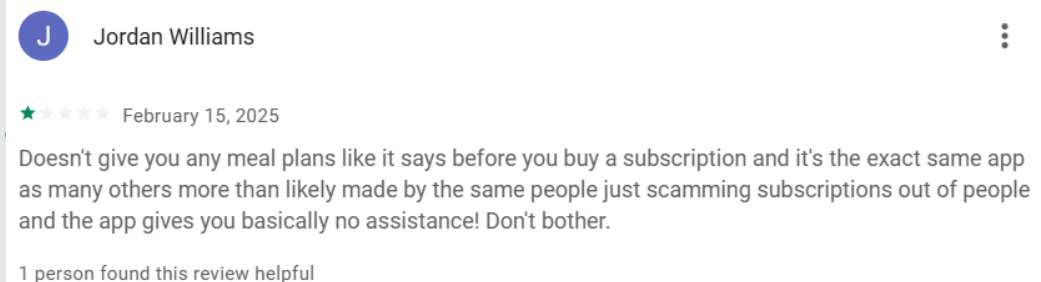 J
Jordan Williams
February 15, 2025
Doesn't give you any meal plans like it says before you buy a subscription and it's the exact same app
as many others more than likely made by the same people just scamming subscriptions out of people
and the app gives you basically no assistance! Don't bother.
1 person found this review helpful